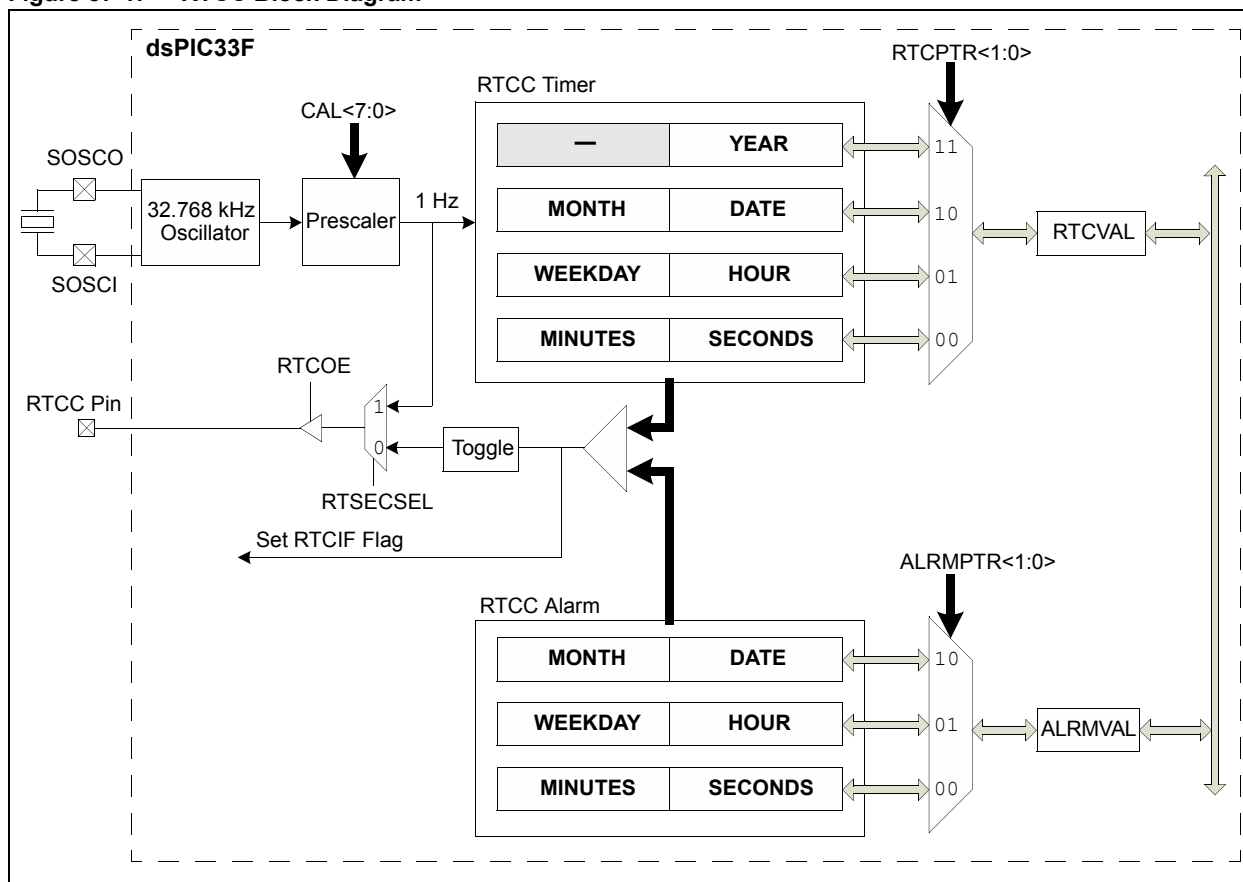 dsPIC33F
RTCPTR<1:0>
RTCC Timer
CAL<7:0>
SOSCO
— YEAR
11
32.768 kHz
Oscillator
Prescaler
1 Hz
MONTH DATE
10
RTCVAL
SOSCI
WEEKDAY HOUR
01
MINUTES SECONDS
00
RTCOE
RTCC Pin
1
0
Toggle
RTSECSEL
Set RTCIF Flag
ALRMPTR<1:0>
RTCC Alarm
MONTH DATE
10
WEEKDAY HOUR
01
ALRMVAL
MINUTES SECONDS
00